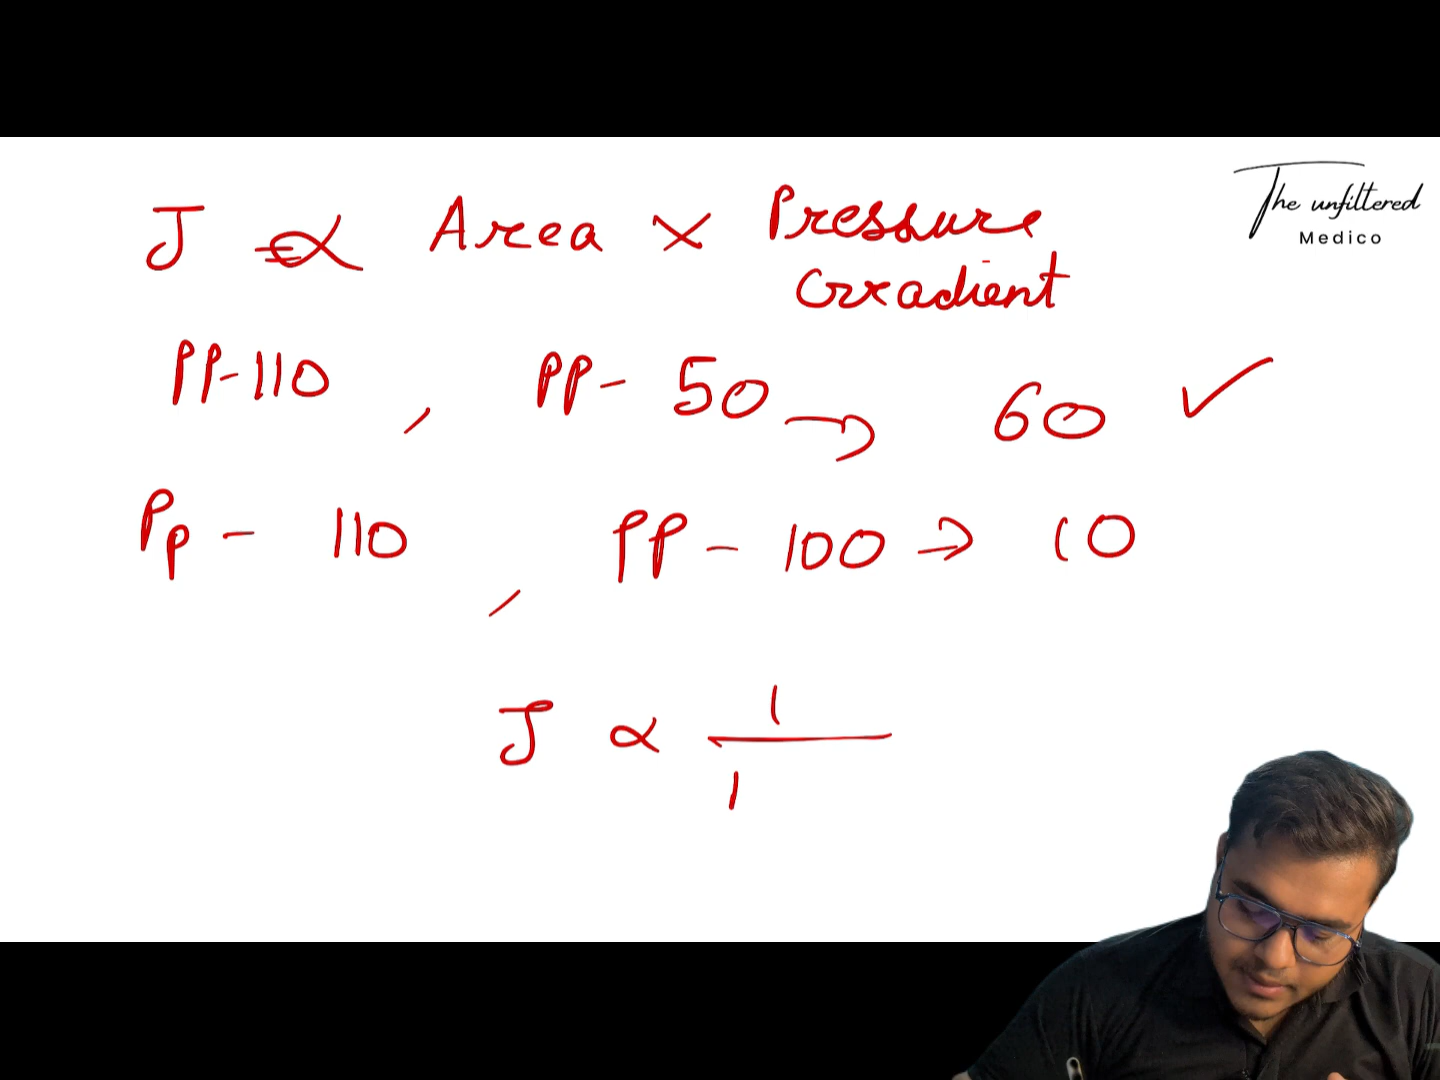 The unfiltered
Medico
J ∝ Area × Pressure
Gradient
PP-110 , PP- 50 → 60 ✓
Pp - 110 , PP - 100 → 10
J ∝ 1
1